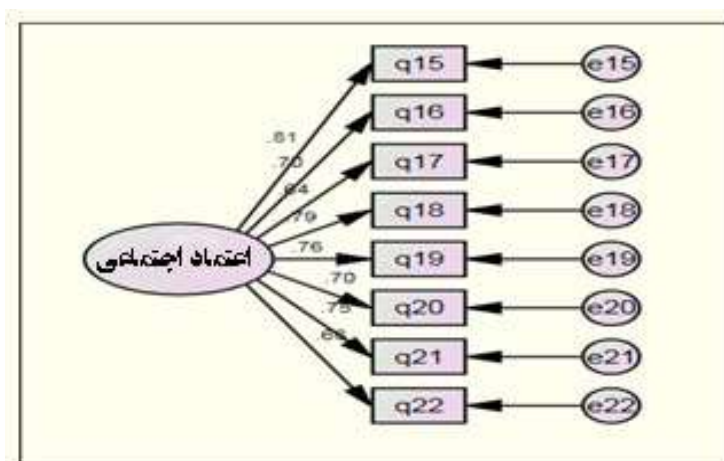 q15 e15
.81
q16 e16
.70
q17 e17
.64
q18 e18
.79
اعتماد اجتماعی
.76
q19 e19
.70
q20 e20
.75
q21 e21
q22 e22